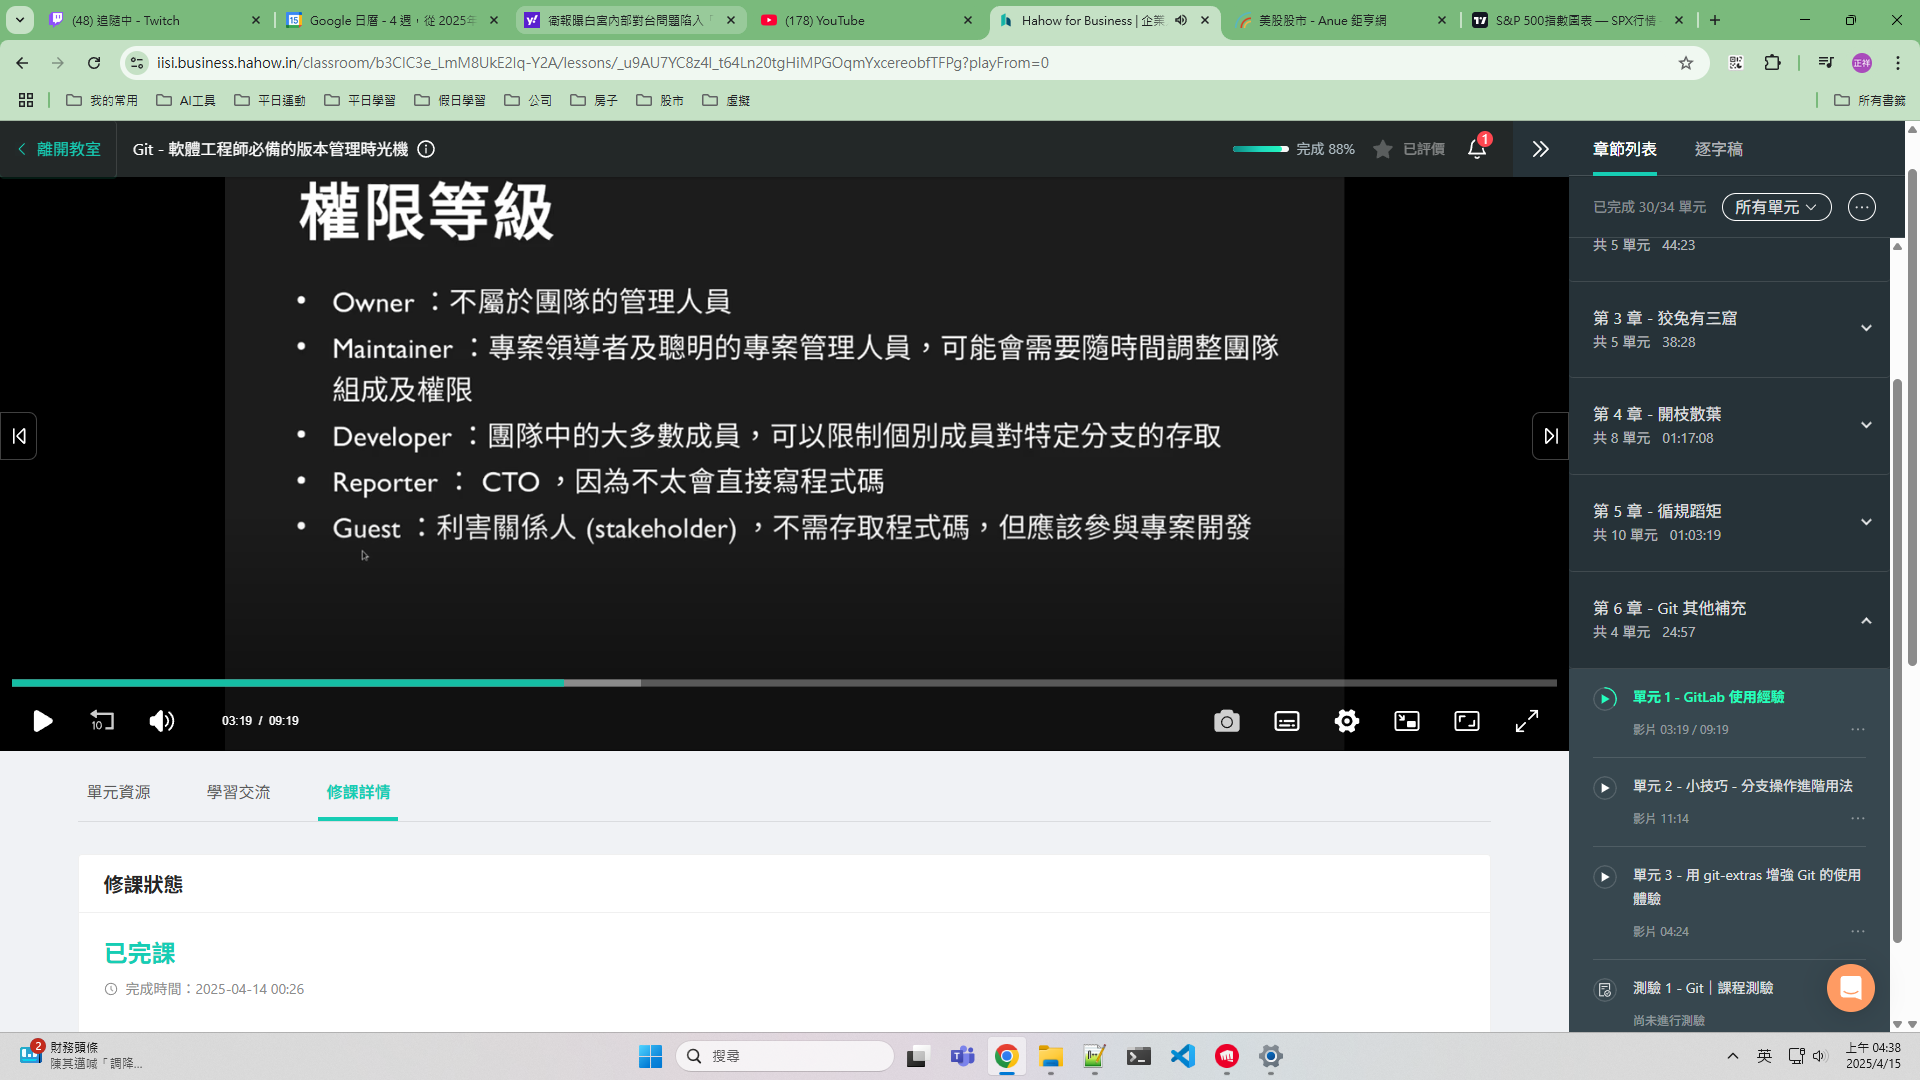 (48) 追隨中 - Twitch
Google 日曆 - 4 週，從 2025年
衛報曝白宮內部對台問題陷入「
(178) YouTube
Hahow for Business | 企業
美股股市 - Anue 鉅亨網
S&P 500指數圖表 — SPX行情
iisi.business.hahow.in/classroom/b3ClC3e_LmM8UkE2lq-Y2A/lessons/_u9AU7YC8z4l_t64Ln20tgHiMPGOqmYxcereobfTFPg?playFrom=0
正祥
我的常用
AI工具
平日運動
平日學習
假日學習
公司
房子
股市
虛擬
所有書籤
離開教室
Git - 軟體工程師必備的版本管理時光機
完成 88%
已評價
1
章節列表
逐字稿
已完成 30/34 單元
所有單元
權限等級
• Owner ：不屬於團隊的管理人員
• Maintainer ：專案領導者及聰明的專案管理人員，可能會需要隨時間調整團隊
組成及權限
• Developer ：團隊中的大多數成員，可以限制個別成員對特定分支的存取
• Reporter ： CTO ，因為不太會直接寫程式碼
• Guest ：利害關係人 (stakeholder) ，不需存取程式碼，但應該參與專案開發
10
03:19 / 09:19
共 5 單元 44:23
第 3 章 - 狡兔有三窟
共 5 單元 38:28
第 4 章 - 開枝散葉
共 8 單元 01:17:08
第 5 章 - 循規蹈矩
共 10 單元 01:03:19
第 6 章 - Git 其他補充
共 4 單元 24:57
單元 1 - GitLab 使用經驗
影片 03:19 / 09:19
單元 2 - 小技巧 - 分支操作進階用法
影片 11:14
單元 3 - 用 git-extras 增強 Git 的使用
體驗
影片 04:24
測驗 1 - Git｜課程測驗
尚未進行測驗
單元資源
學習交流
修課詳情
修課狀態
已完課
完成時間：2025-04-14 00:26
2
財務頭條
陳其邁喊「調降...
搜尋
英
上午 04:38
2025/4/15